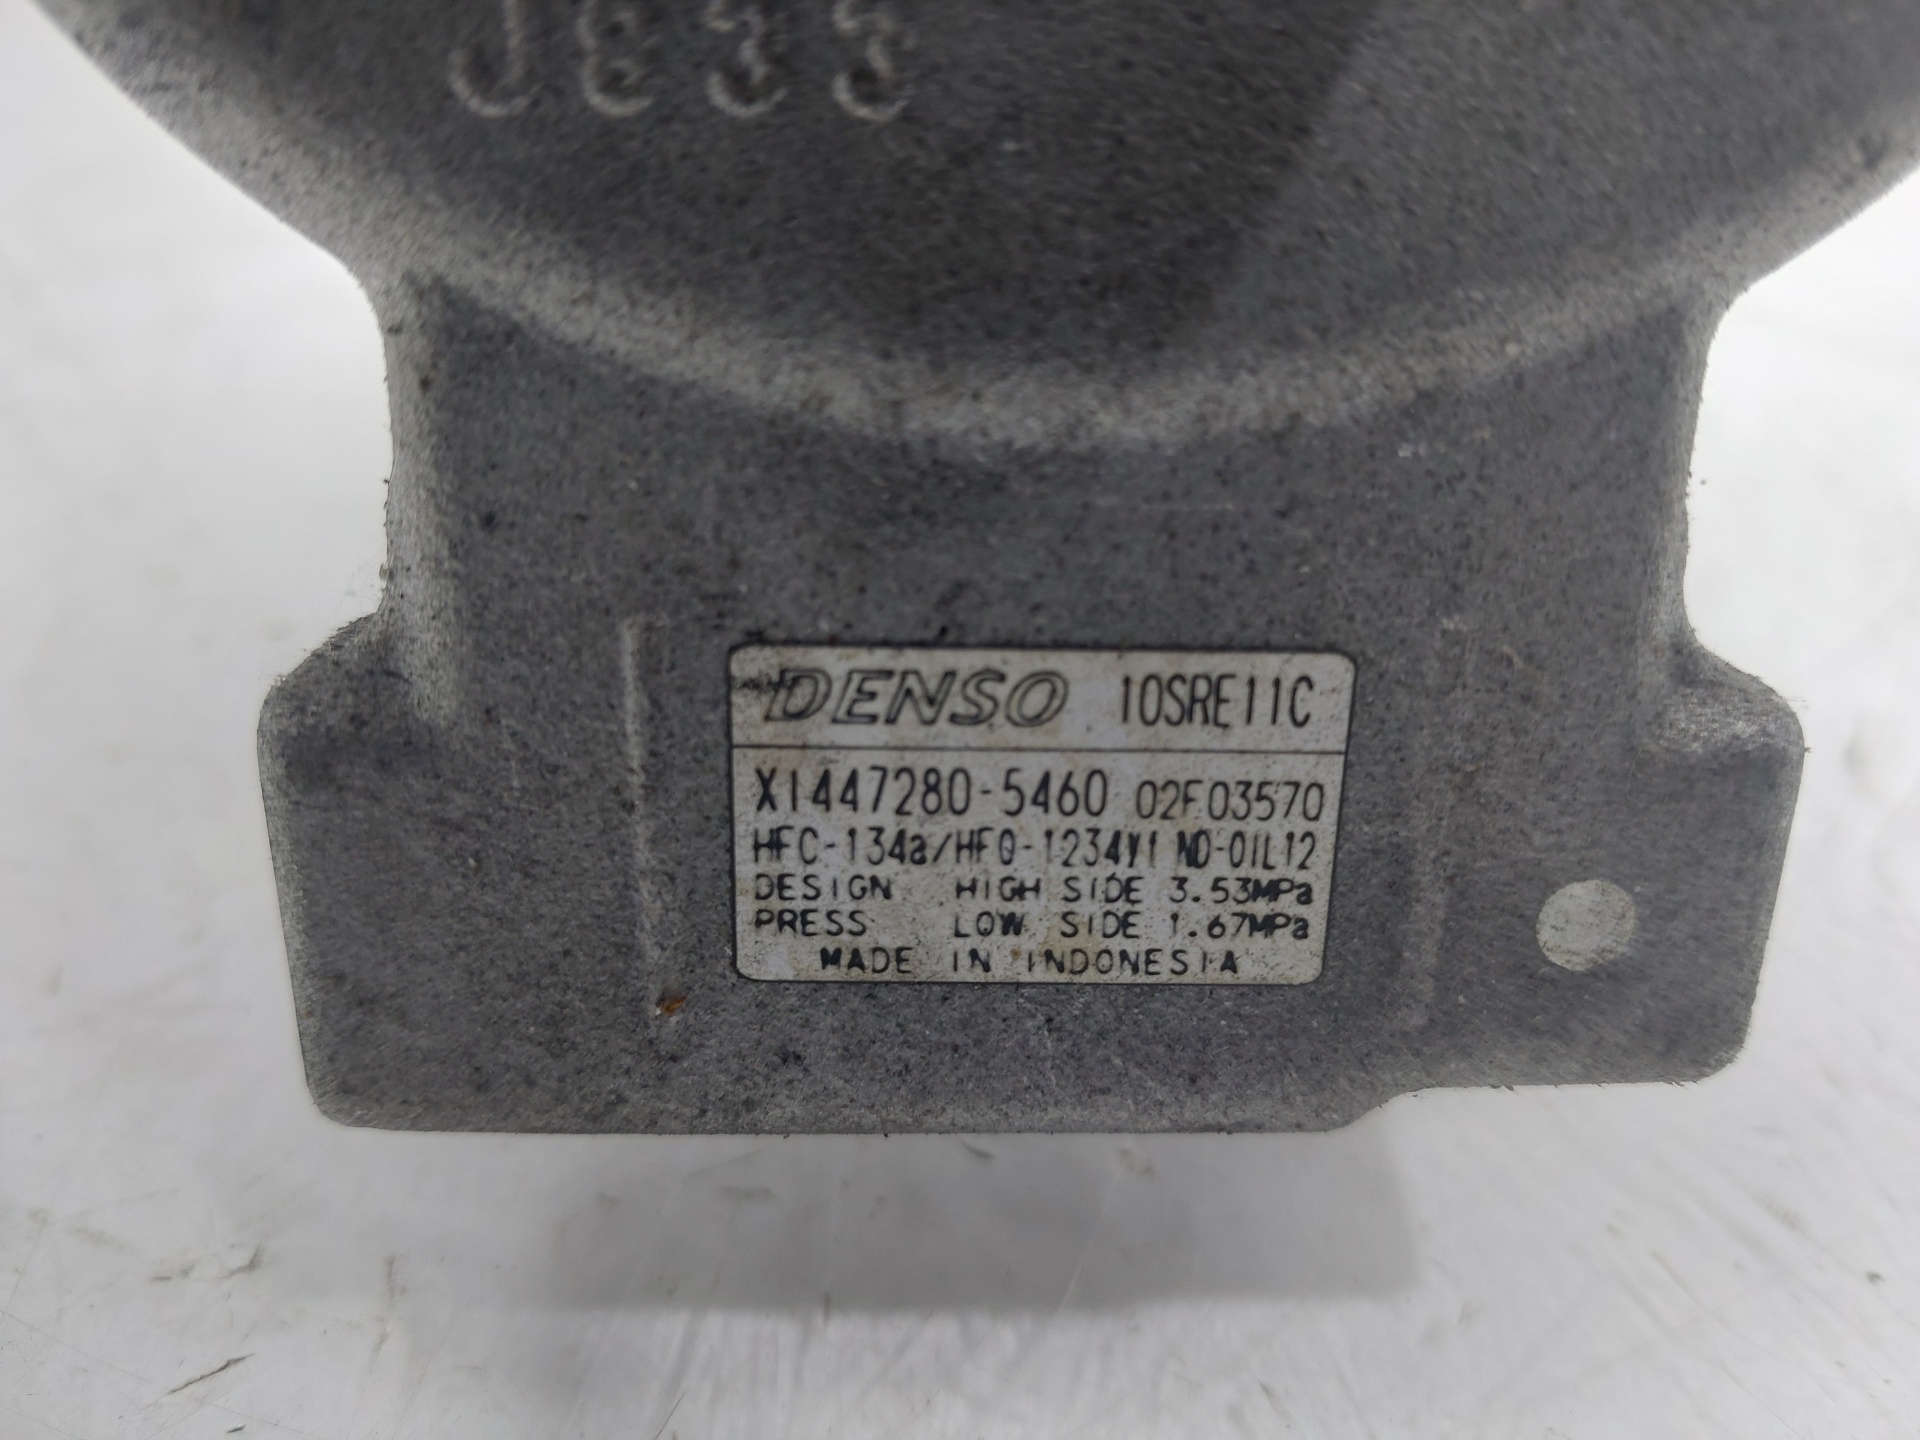 DENSO 10SRE11C
X1447280-5460 02F03570
HFC-134a/HFO-1234yf ND-OIL12
DESIGN HIGH SIDE 3.53MPa
PRESS LOW SIDE 1.67MPa
MADE IN INDONESIA